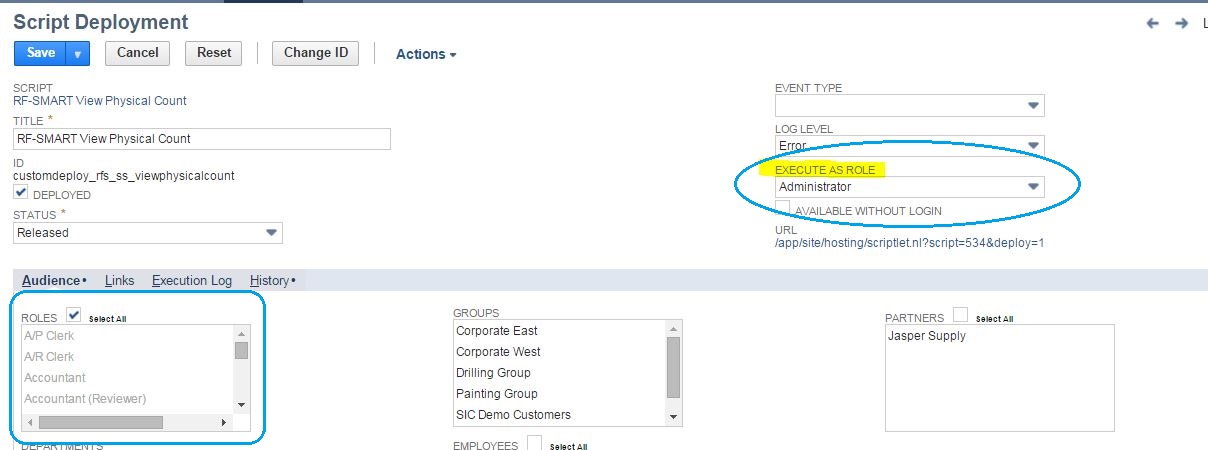 Script Deployment
L
Save Cancel Reset Change ID Actions
SCRIPT
RF-SMART View Physical Count
TITLE *
RF-SMART View Physical Count
ID
customdeploy_rfs_ss_viewphysicalcount
DEPLOYED
STATUS *
Released
EVENT TYPE
LOG LEVEL
Error
EXECUTE AS ROLE
Administrator
AVAILABLE WITHOUT LOGIN
URL
/app/site/hosting/scriptlet.nl?script=534&deploy=1
Audience • Links Execution Log History •
ROLES Select All
A/P Clerk
A/R Clerk
Accountant
Accountant (Reviewer)
GROUPS
Corporate East
Corporate West
Drilling Group
Painting Group
SIC Demo Customers
PARTNERS Select All
Jasper Supply
DEPARTMENTS
EMPLOYEES Select All